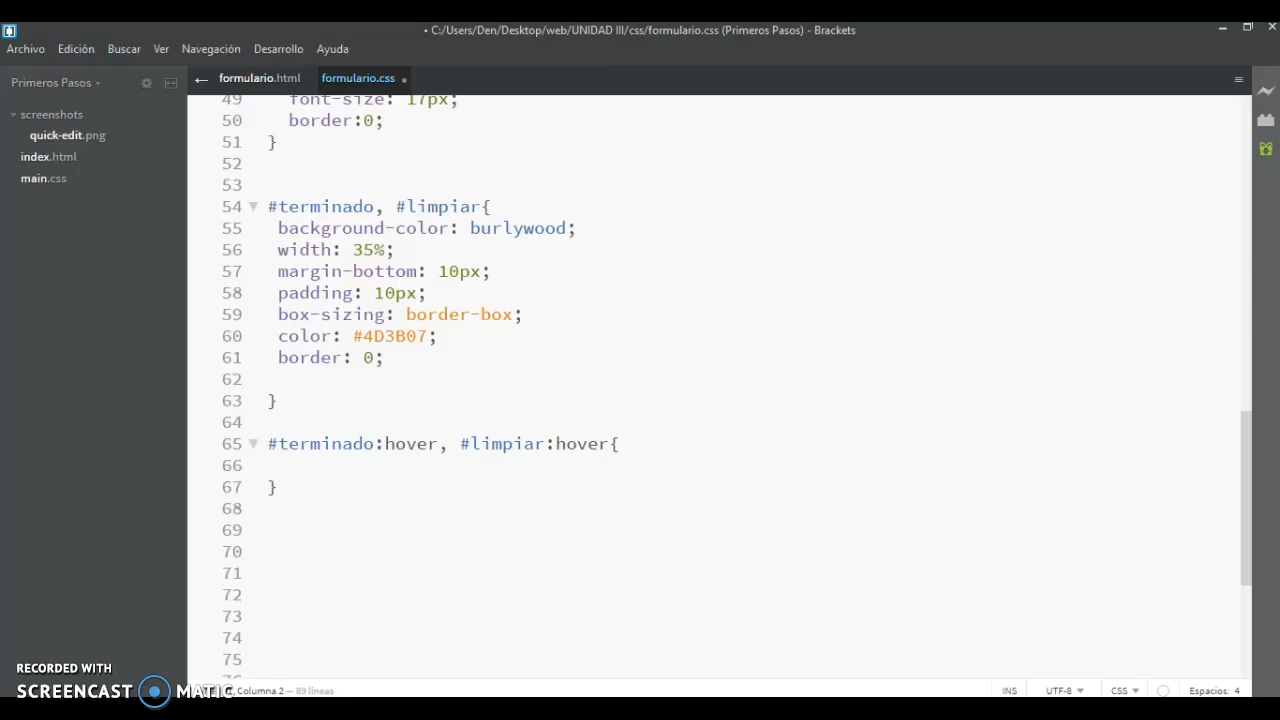 • C:/Users/Den/Desktop/web/UNIDAD III/css/formulario.css (Primeros Pasos) - Brackets
Archivo Edición Buscar Ver Navegación Desarrollo Ayuda
Primeros Pasos
formulario.html formulario.css •
screenshots
quick-edit.png
index.html
main.css
49 font-size: 17px;
50 border:0;
51 }
52
53
54 #terminado, #limpiar{
55 background-color: burlywood;
56 width: 35%;
57 margin-bottom: 10px;
58 padding: 10px;
59 box-sizing: border-box;
60 color: #4D3B07;
61 border: 0;
62
63 }
64
65 #terminado:hover, #limpiar:hover{
66
67 }
68
69
70
71
72
73
74
75
RECORDED WITH
SCREENCAST MATIC
Columna 2 — 89 líneas
INS UTF-8 CSS Espacios: 4